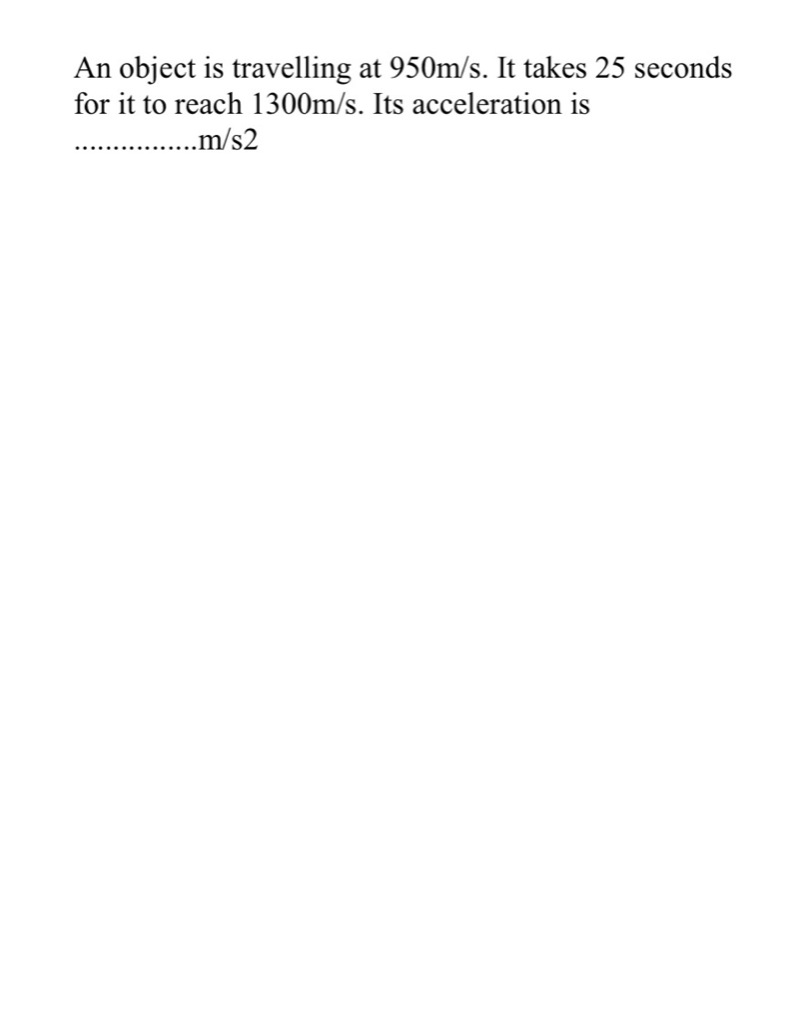 An object is travelling at 950m/s. It takes 25 seconds
for it to reach 1300m/s. Its acceleration is
................m/s2